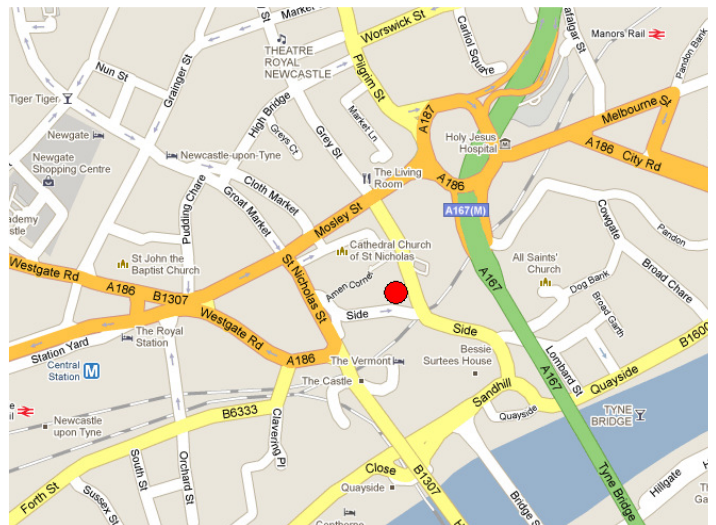 Worswick St
Carliol Square
Trafalgar St
Manors Rail
Pandon Bank
Market St
THEATRE
ROYAL
NEWCASTLE
Nun St
Grainger St
Pilgrim St
Tiger Tiger
High Bridge
Grey St
Market Ln
A187
Melbourne St
Newgate
Greys Ct
Holy Jesus
Hospital
A186
City Rd
Newgate
Shopping Centre
Newcastle-upon-Tyne
Cloth Market
Groat Market
The Living
Room
A186
Pudding Chare
Mosley St
A167(M)
Cowgate
Pandon
St John the
Baptist Church
St Nicholas St
Cathedral Church
of St Nicholas
All Saints'
Church
Westgate Rd
A186
B1307
Amen Corner
A167
Dog Bank
Broad Chare
Broad Garth
Side
Side
Station Yard
The Royal
Station
Westgate Rd
A186
The Vermont
Bessie
Surtees House
Lombard St
B1600
Central
Station
The Castle
Sandhill
A167
Quayside
Newcastle
upon Tyne
B6333
Clavering Pl
Quayside
TYNE
BRIDGE
South St
Orchard St
Close
B1307
Tyne Bridge
Forth St
Sussex St
Quayside
Copthorne
Bridge St
Hillgate